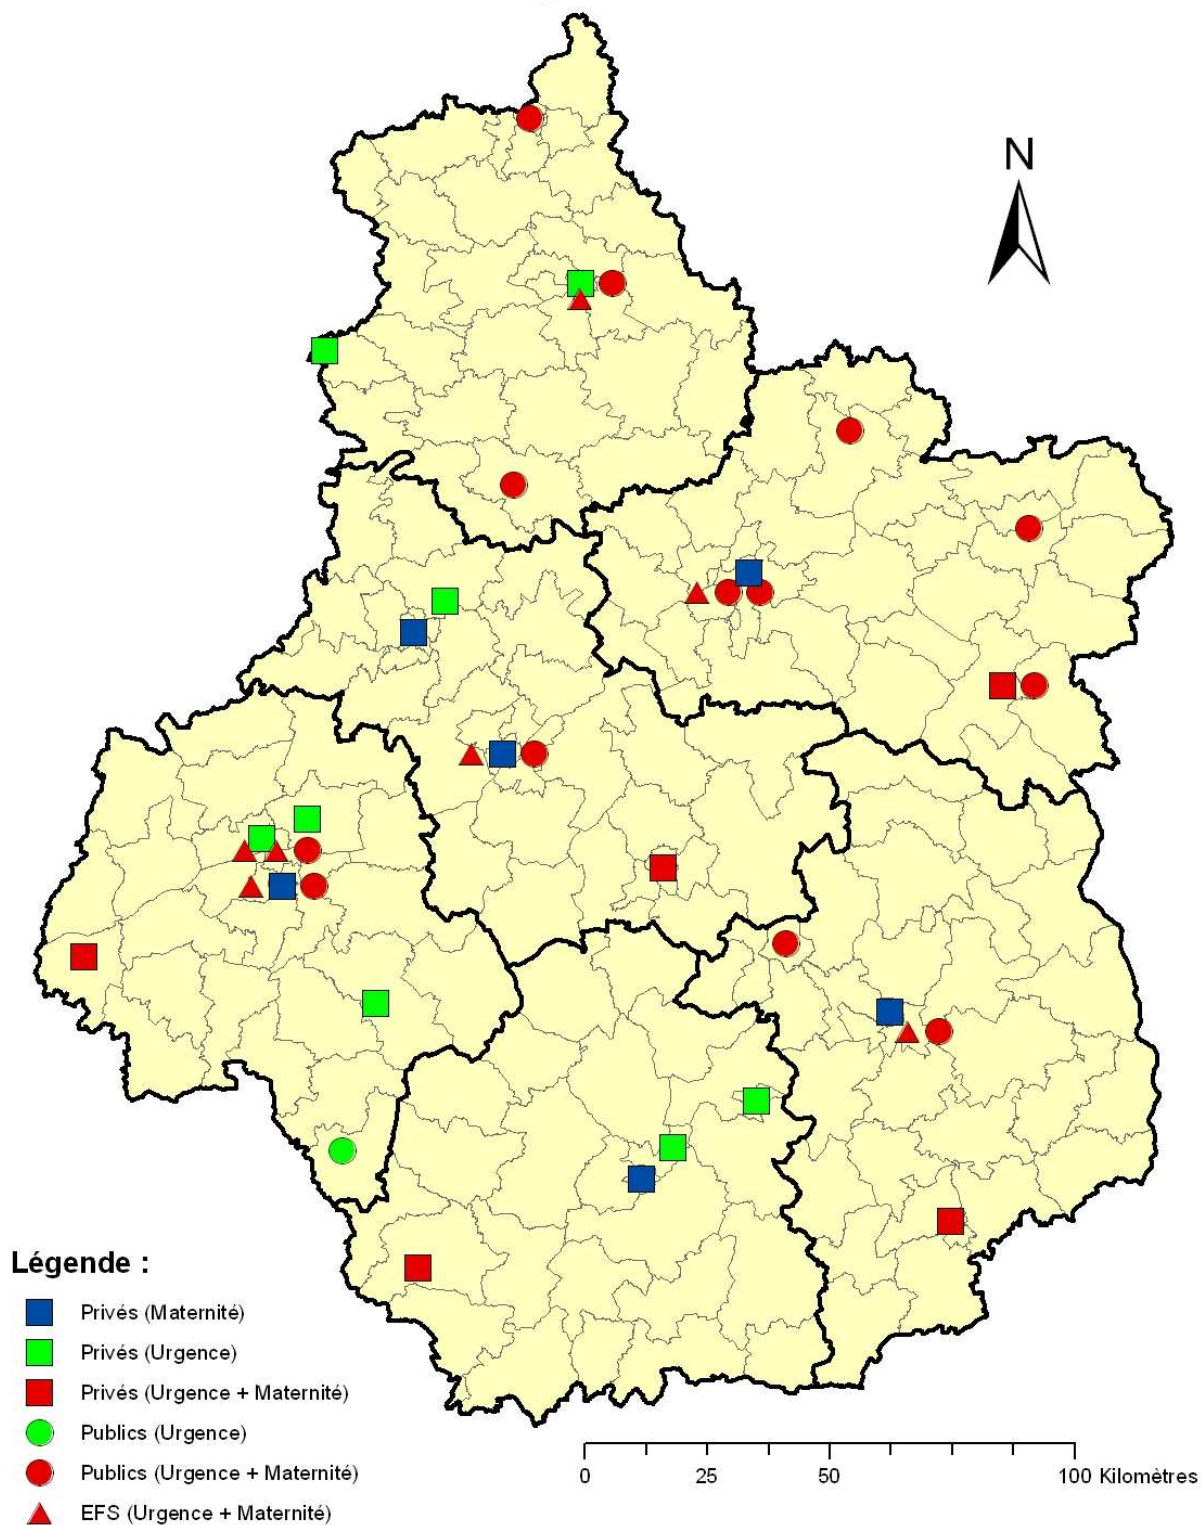 N
Légende :
Privés (Maternité)
Privés (Urgence)
Privés (Urgence + Maternité)
Publics (Urgence)
Publics (Urgence + Maternité)
EFS (Urgence + Maternité)
0 25 50 100 Kilomètres